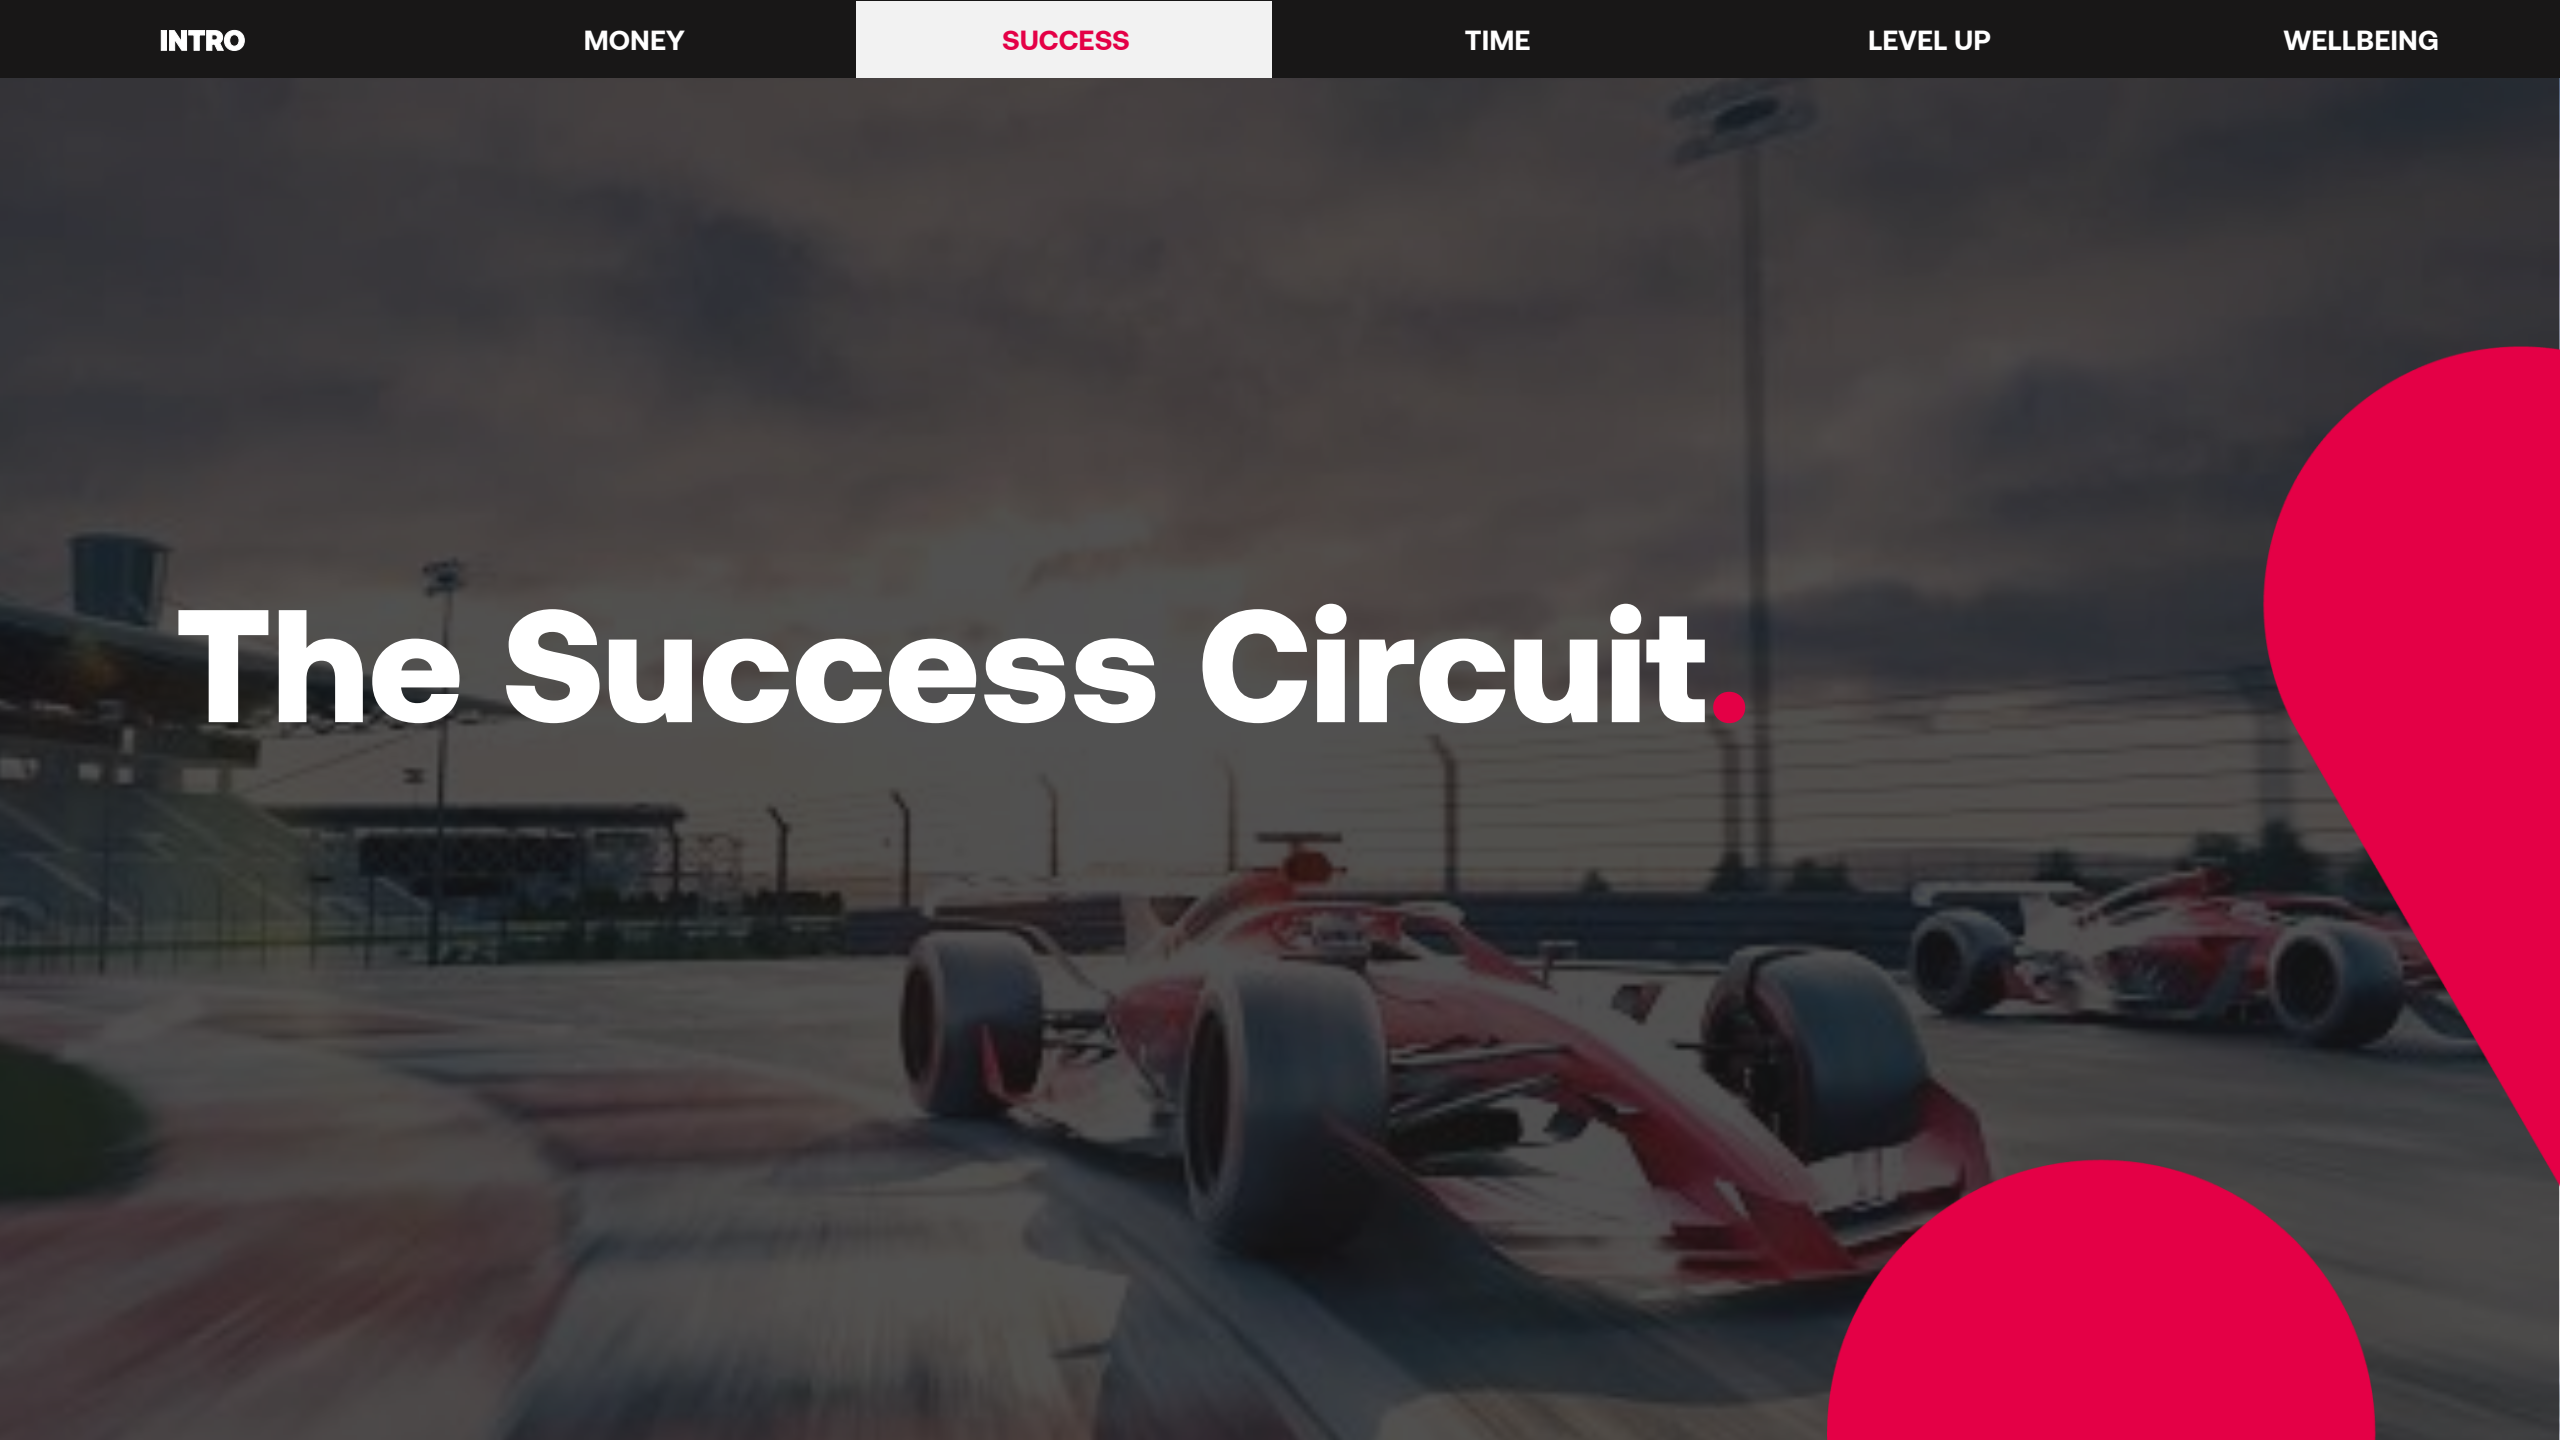 INTRO
MONEY
SUCCESS
TIME
LEVEL UP
WELLBEING
The Success Circuit.